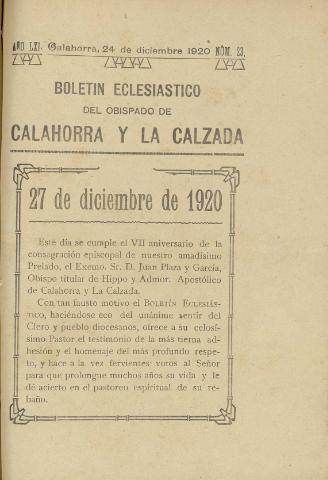 AÑO LXI. Calahorra, 24 de diciembre 1920 NÚM. 23.
BOLETIN ECLESIASTICO
DEL OBISPADO DE
CALAHORRA Y LA CALZADA
27 de diciembre de 1920
Este día se cumple el VII aniversario de la
consagración episcopal de nuestro amadísimo
Prelado, el Excmo. Sr. D. Juan Plaza y García,
Obispo titular de Hippo y Admor. Apostólico
de Calahorra y La Calzada.
Con tan fausto motivo el BOLETÍN ECLESIÁS-
TICO, haciéndose eco del unánime sentir del
Clero y pueblo diocesanos, ofrece a su celosí-
simo Pastor el testimonio de la más tierna ad-
hesión y el homenaje del más profundo respe-
to, y hace a la vez fervientes votos al Señor
para que prolongue muchos años su vida y le
dé acierto en el pastoreo espiritual de su re-
baño.